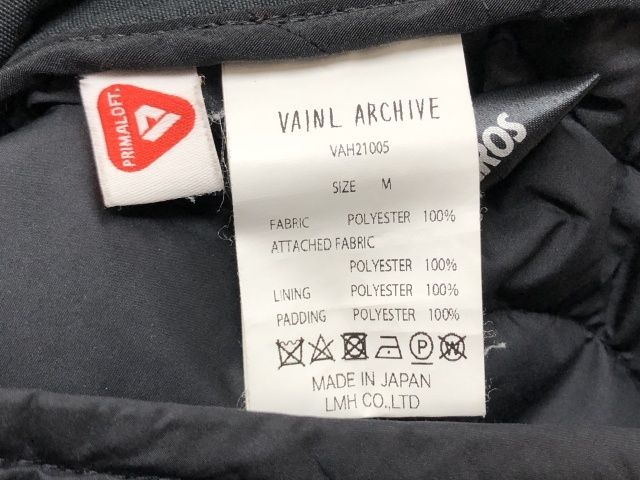 PRIMALOFT.
VAINL ARCHIVE
VAH21005
SIZE M
FABRIC POLYESTER 100%
ATTACHED FABRIC
POLYESTER 100%
LINING POLYESTER 100%
PADDING POLYESTER 100%
P W
MADE IN JAPAN
LMH CO.,LTD
ROS